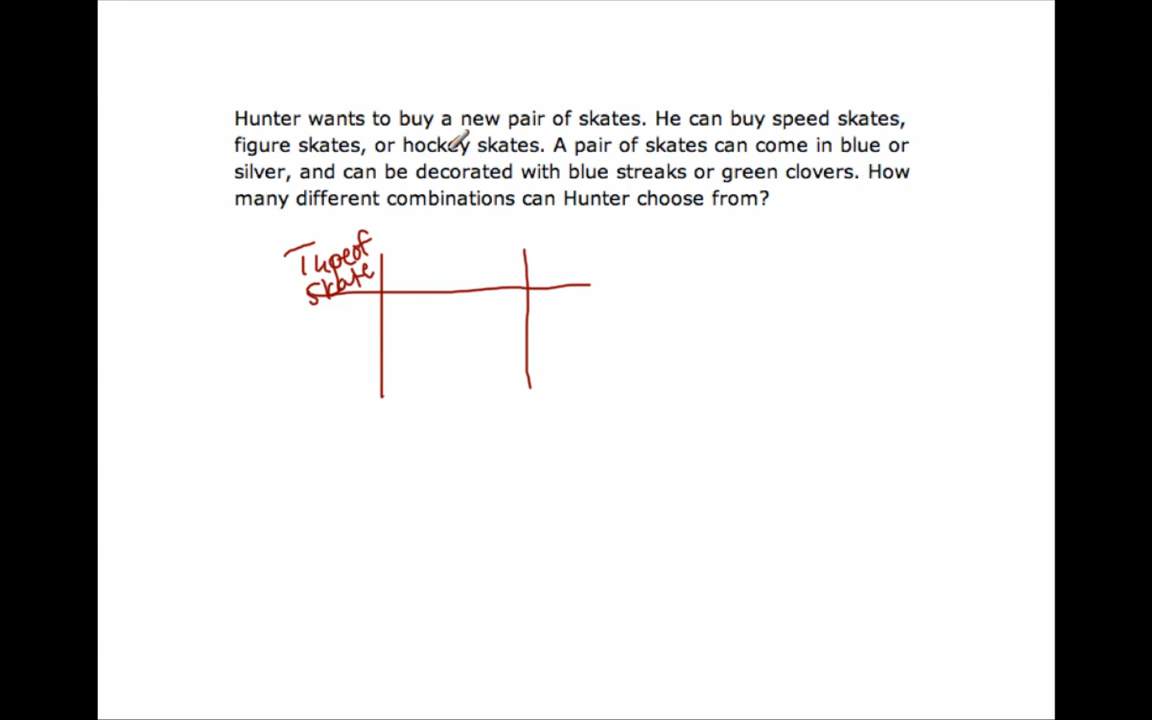 Hunter wants to buy a new pair of skates. He can buy speed skates,
figure skates, or hockey skates. A pair of skates can come in blue or
silver, and can be decorated with blue streaks or green clovers. How
many different combinations can Hunter choose from?
Type of
skate